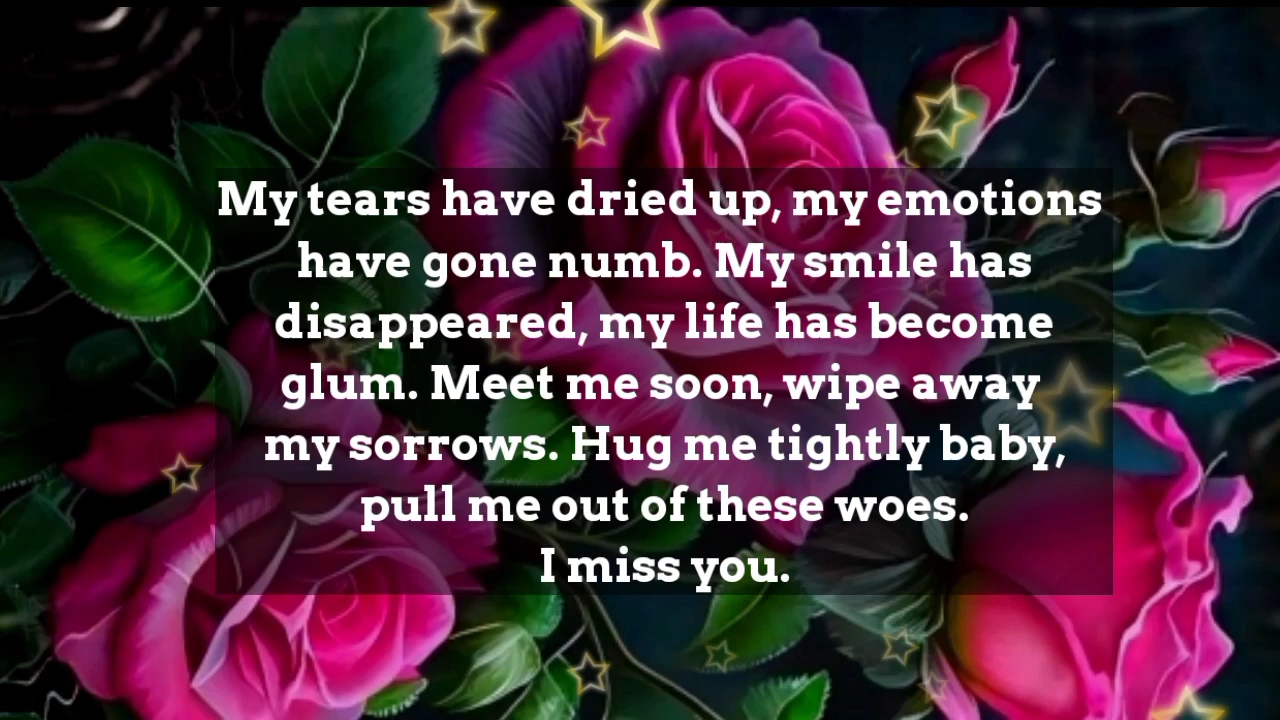 My tears have dried up, my emotions
have gone numb. My smile has
disappeared, my life has become
glum. Meet me soon, wipe away
my sorrows. Hug me tightly baby,
pull me out of these woes.
I miss you.